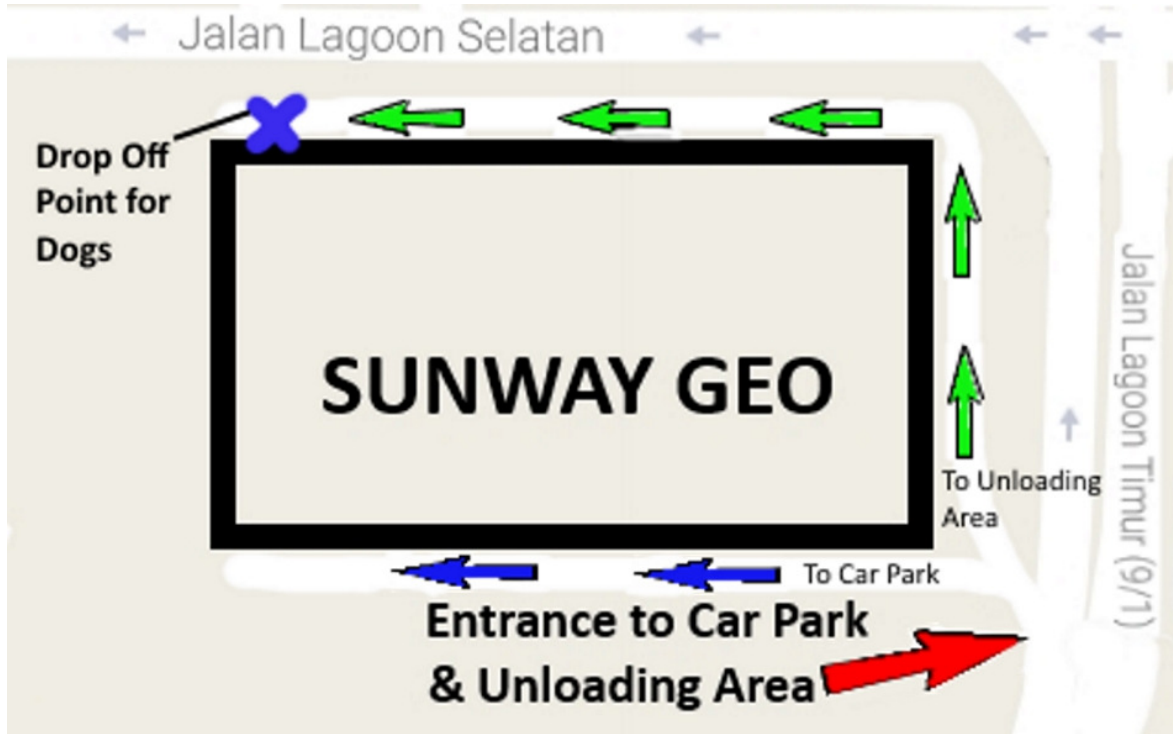 Jalan Lagoon Selatan
Drop Off
Point for
Dogs
SUNWAY GEO
Jalan Lagoon Timur (9/1)
To Unloading
Area
To Car Park
Entrance to Car Park
& Unloading Area